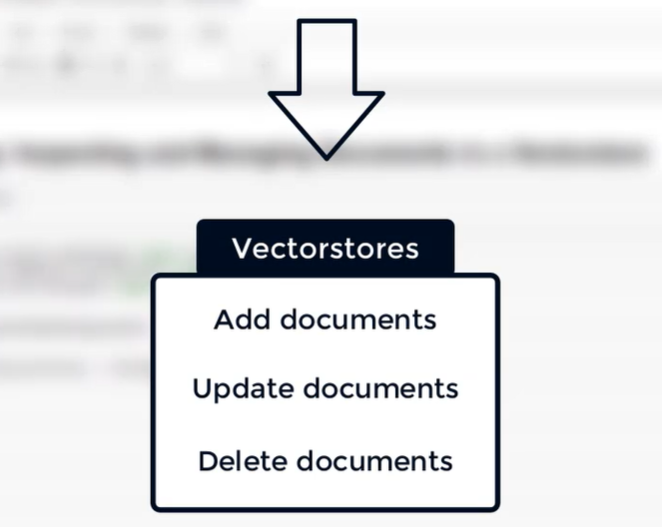 Vectorstores
Add documents
Update documents
Delete documents